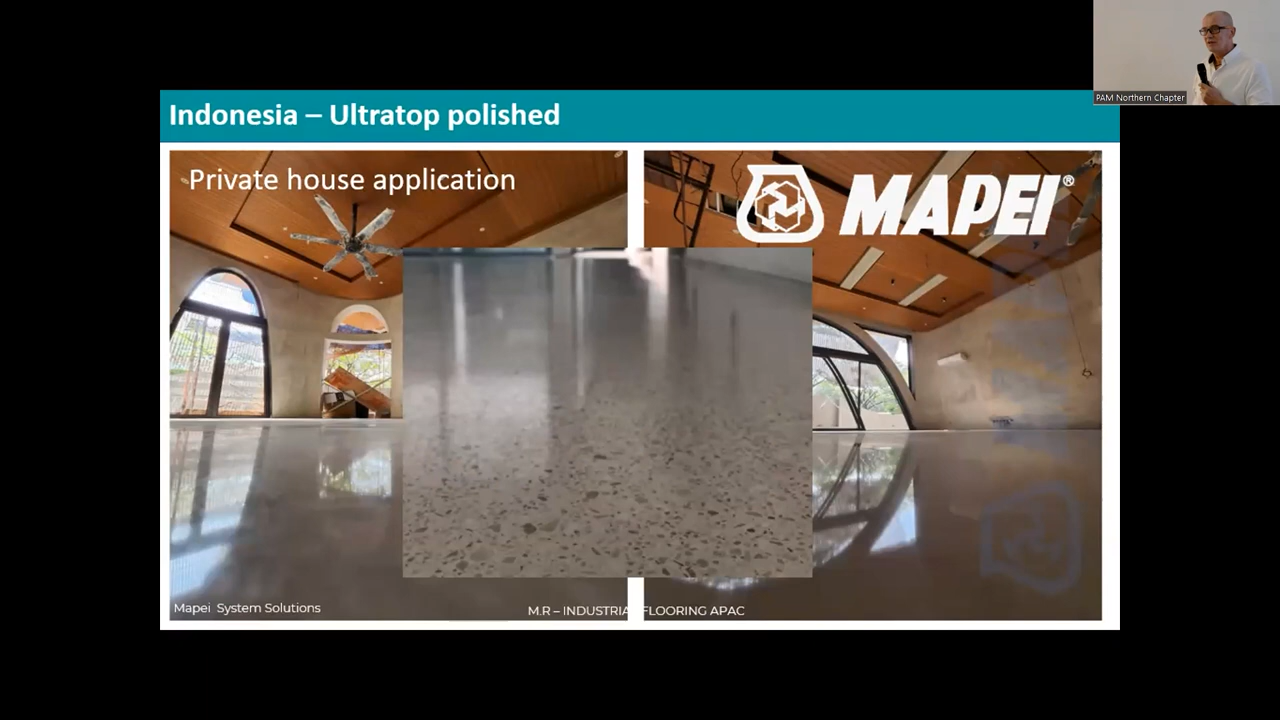 PAM Northern Chapter
Indonesia – Ultratop polished
Private house application
MAPEI®
Mapei System Solutions
M.R – INDUSTRIA FLOORING APAC